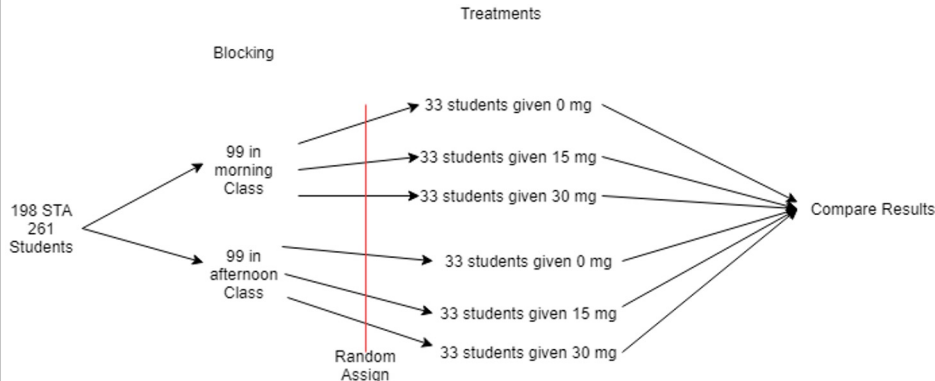 Treatments
Blocking
198 STA
261
Students
99 in
morning
Class
99 in
afternoon
Class
Random
Assign
33 students given 0 mg
33 students given 15 mg
33 students given 30 mg
33 students given 0 mg
33 students given 15 mg
33 students given 30 mg
Compare Results